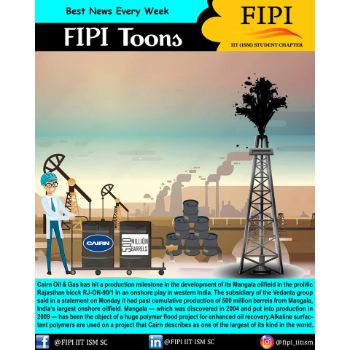 Best News Every Week
FIPI Toons
FIPI
IIT (ISM) STUDENT CHAPTER
CAIRN
500
MILLION
BARRELS
Cairn Oil & Gas has hit a production milestone in the development of its Mangala oilfield in the prolific
Rajasthan block RJ-ON-90/1 in an onshore play in western India. The subsidiary of the Vedanta group
said in a statement on Monday it had past cumulative production of 500 million barrels from Mangala,
India's largest onshore oilfield. Mangala — which was discovered in 2004 and put into production in
2009 — has been the object of a huge polymer flood project for enhanced oil recovery.Alkaline surfac-
tant polymers are used on a project that Cairn describes as one of the largest of its kind in the world.
@FIPI IIT ISM SC
@FIPI IIT ISM SC
@fipi_iitism